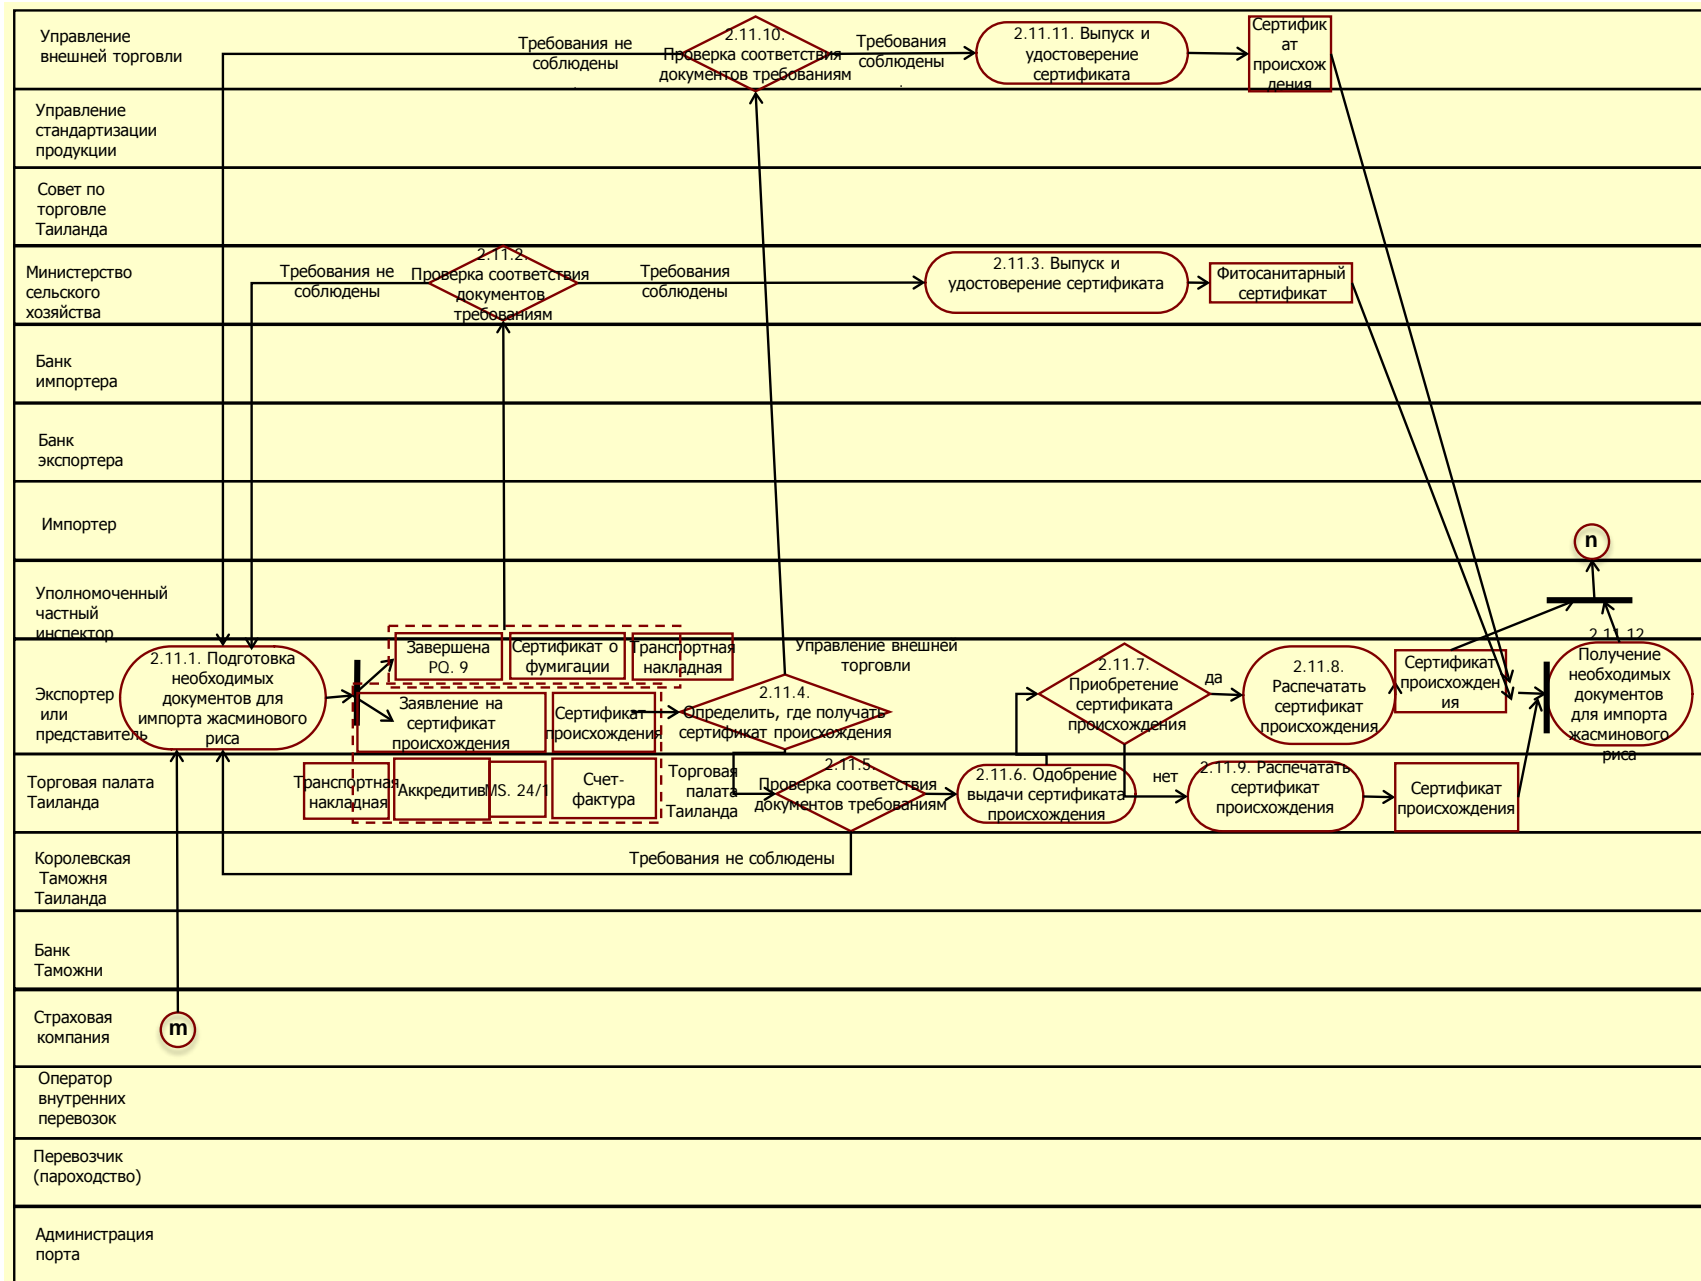 Управление
внешней торговли
Требования не
соблюдены
2.11.10.
Проверка соответствия
документов требованиям
Требования
соблюдены
2.11.11. Выпуск и
удостоверение
сертификата
Сертифик
ат
происхож
дения
Управление
стандартизации
продукции
Совет по
торговле
Таиланда
Министерство
сельского
хозяйства
Требования не
соблюдены
2.11.2.
Проверка соответствия
документов
требованиям
Требования
соблюдены
2.11.3. Выпуск и
удостоверение сертификата
Фитосанитарный
сертификат
Банк
импортера
Банк
экспортера
Импортер
n
Уполномоченный
частный
инспектор
Экспортер
или
представитель
2.11.1. Подготовка
необходимых
документов для
импорта жасминового
риса
Завершена
PQ. 9
Сертификат о
фумигации
Транспортная
накладная
Заявление на
сертификат
происхождения
Сертификат
происхождения
Управление внешней
торговли
2.11.4.
Определить, где получать
сертификат происхождения
2.11.7.
Приобретение
сертификата
происхождения
да
2.11.8.
Распечатать
сертификат
происхождения
Сертификат
происхожден
ия
2.11.12.
Получение
необходимых
документов
для импорта
жасминового
риса
Торговая палата
Таиланда
Транспортная
накладная
Аккредитив
MS. 24/1
Счет-
фактура
Торговая
палата
Таиланда
2.11.5.
Проверка соответствия
документов требованиям
2.11.6. Одобрение
выдачи сертификата
происхождения
нет
2.11.9. Распечатать
сертификат
происхождения
Сертификат
происхождения
Королевская
Таможня
Таиланда
Требования не соблюдены
Банк
Таможни
Страховая
компания
m
Оператор
внутренних
перевозок
Перевозчик
(пароходство)
Администрация
порта